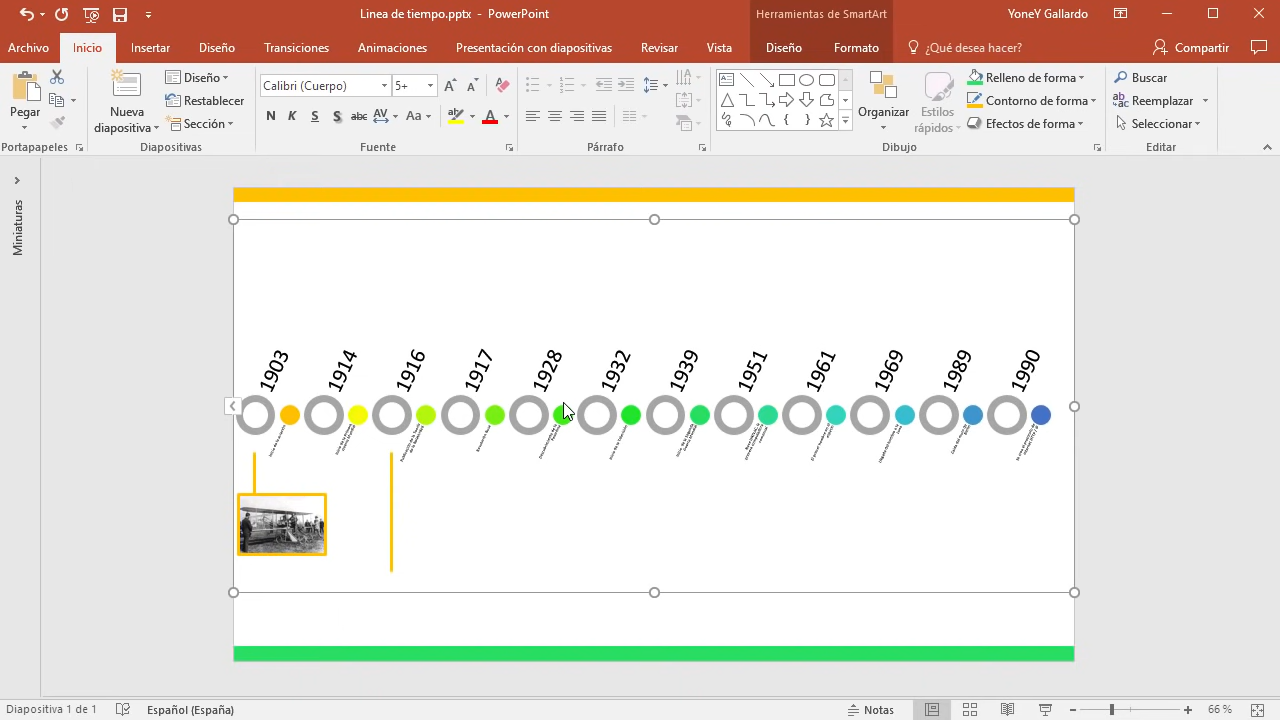 Linea de tiempo.pptx - PowerPoint
Herramientas de SmartArt
YoneY Gallardo
Archivo Inicio Insertar Diseño Transiciones Animaciones Presentación con diapositivas Revisar Vista Diseño Formato ¿Qué desea hacer? Compartir
Pegar
Portapapeles
Nueva
diapositiva
Diseño
Restablecer
Sección
Diapositivas
Calibri (Cuerpo) 5+
N K S S abc AV Aa A
Fuente
Párrafo
Organizar
Estilos
rápidos
Relleno de forma
Contorno de forma
Efectos de forma
Dibujo
Buscar
Reemplazar
Seleccionar
Editar
Miniaturas
1903 1914 1916 1917 1928 1932 1939 1951 1961 1969 1989 1990
Diapositiva 1 de 1 Español (España) Notas 66 %